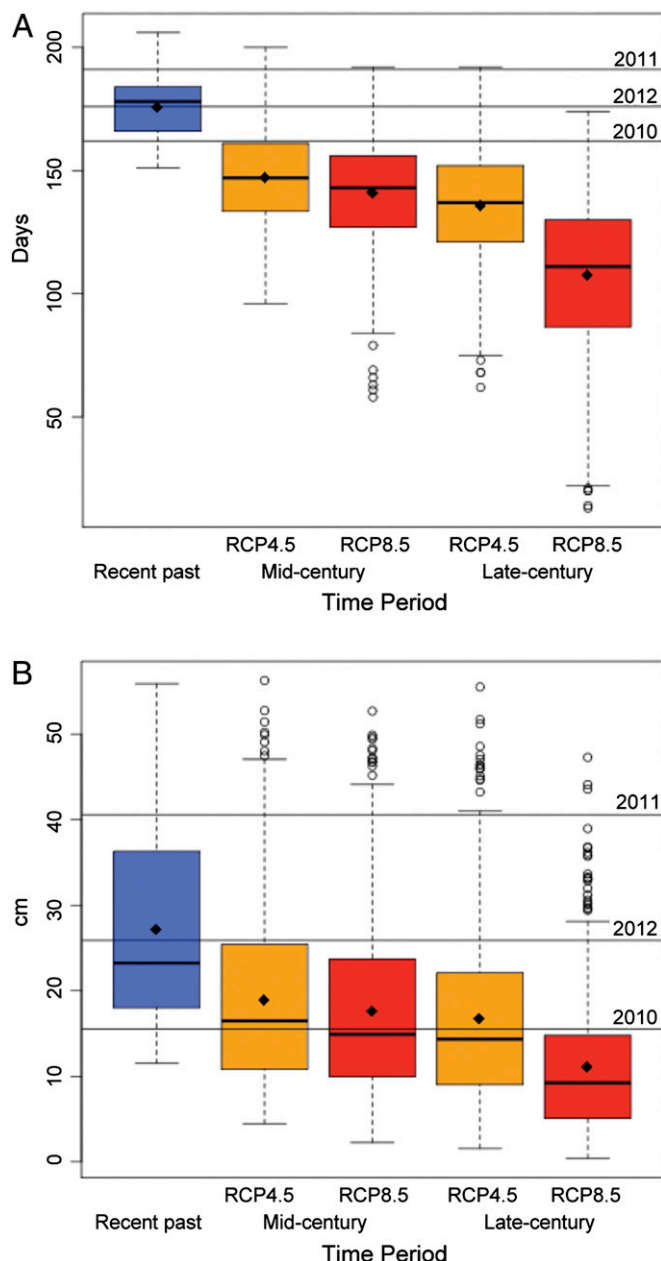 A
200
150
100
50
Days
2011
2012
2010
RCP4.5 RCP8.5 RCP4.5 RCP8.5
Recent past Mid-century Late-century
Time Period
B
50
40
30
20
10
0
cm
2011
2012
2010
RCP4.5 RCP8.5 RCP4.5 RCP8.5
Recent past Mid-century Late-century
Time Period